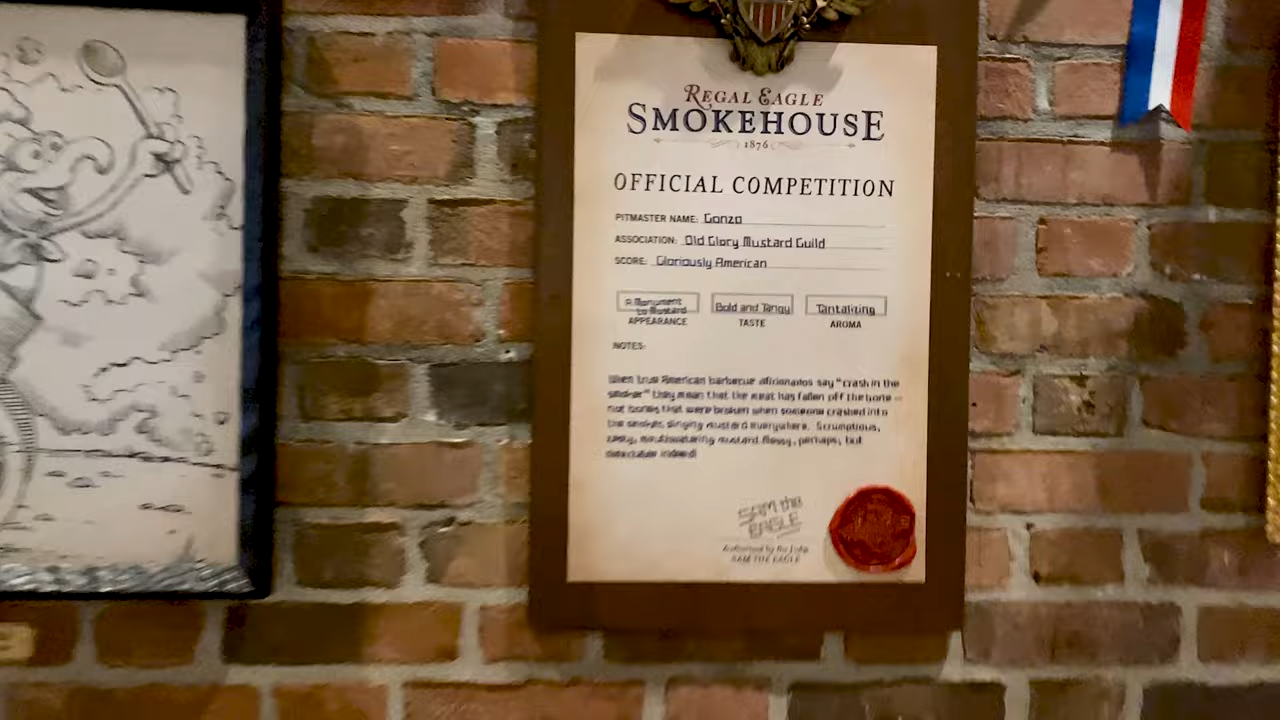 REGAL EAGLE
SMOKEHOUSE
1876
OFFICIAL COMPETITION
PITMASTER NAME: Gonzo
ASSOCIATION: Old Glory Mustard Guild
SCORE: Gloriously American
A Monument to Mustard
APPEARANCE
Bold and Tangy
TASTE
Tantalizing
AROMA
NOTES:
When true American barbecue aficionados say "crash in the
smoker" they mean that the meat has fallen off the bone —
not bones that were broken when someone crashed into
the smoker, slinging mustard everywhere. Scrumptious,
zesty, mouthwatering mustard. Messy, perhaps, but
delectable indeed!
SAM the
EAGLE
Authorized by the Judge
SAM THE EAGLE